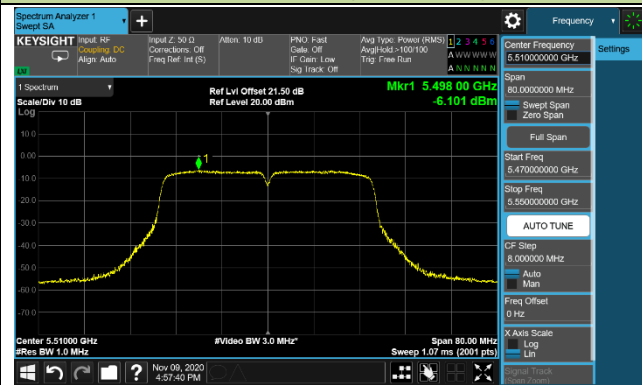 Spectrum Analyzer 1
Swept SA
+
Frequency
KEYSIGHT
Input: RF
Coupling: DC
Align: Auto
Input Z: 50 Ω
Corrections: Off
Freq Ref: Int (S)
Atten: 10 dB
PNO: Fast
Gate: Off
IF Gain: Low
Sig Track: Off
Avg Type: Power (RMS)
Avg|Hold:>100/100
Trig: Free Run
1 2 3 4 5 6
A W W W W W
A N N N N N
LXI
1 Spectrum
Scale/Div 10 dB
Log
Ref Lvl Offset 21.50 dB
Ref Level 20.00 dBm
Mkr1 5.498 00 GHz
-6.101 dBm
1
10.0
0.00
-10.0
-20.0
-30.0
-40.0
-50.0
-60.0
-70.0
Center 5.51000 GHz
#Res BW 1.0 MHz
#Video BW 3.0 MHz*
Span 80.00 MHz
Sweep 1.07 ms (2001 pts)
Nov 09, 2020
4:57:40 PM
?
Center Frequency
5.510000000 GHz
Settings
Span
80.0000000 MHz
Swept Span
Zero Span
Full Span
Start Freq
5.470000000 GHz
Stop Freq
5.550000000 GHz
AUTO TUNE
CF Step
8.000000 MHz
Auto
Man
Freq Offset
0 Hz
X Axis Scale
Log
Lin
Signal Track
(Span Zoom)